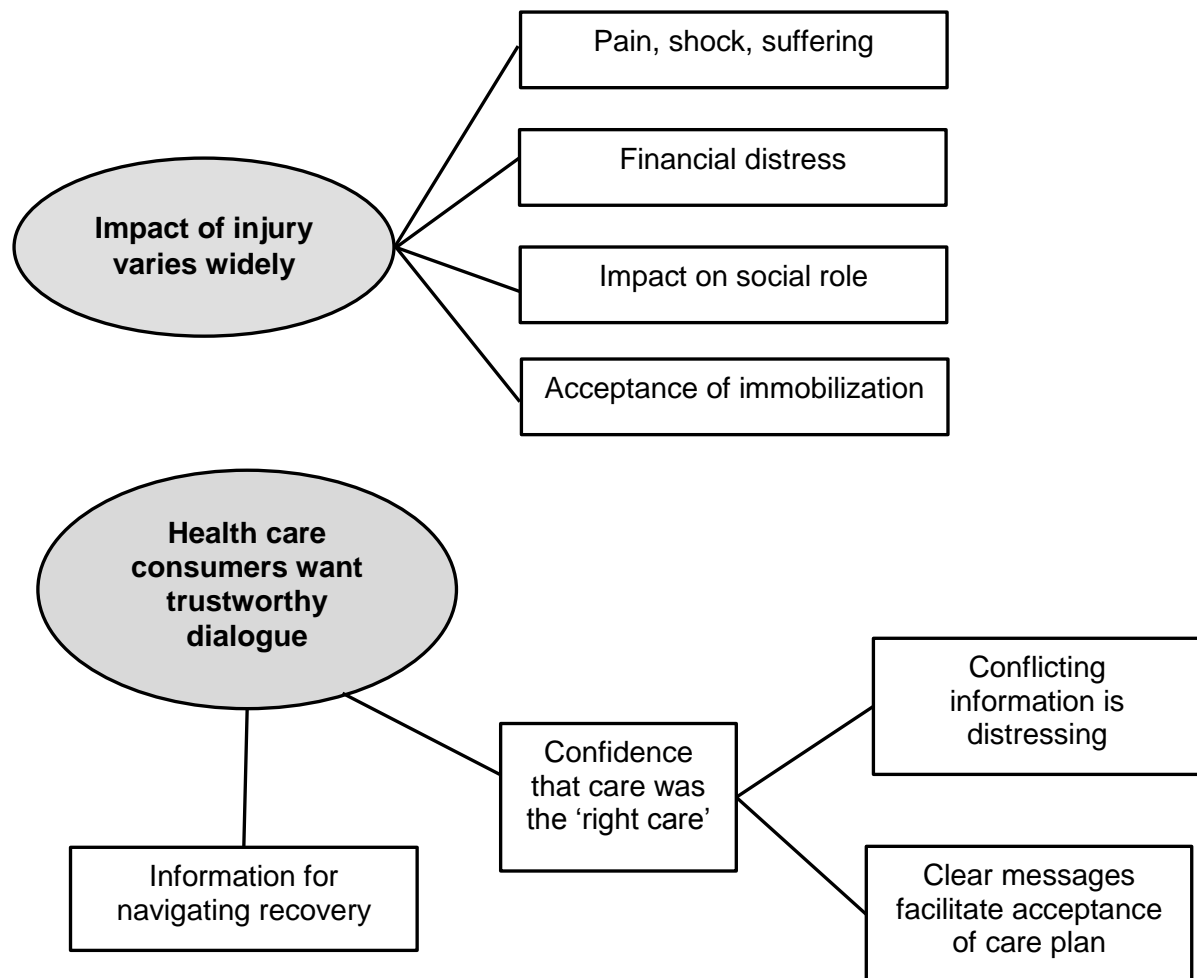 Pain, shock, suffering
Financial distress
Impact of injury
varies widely
Impact on social role
Acceptance of immobilization
Health care
consumers want
trustworthy
dialogue
Conflicting
information is
distressing
Confidence
that care was
the ‘right care’
Information for
navigating recovery
Clear messages
facilitate acceptance
of care plan